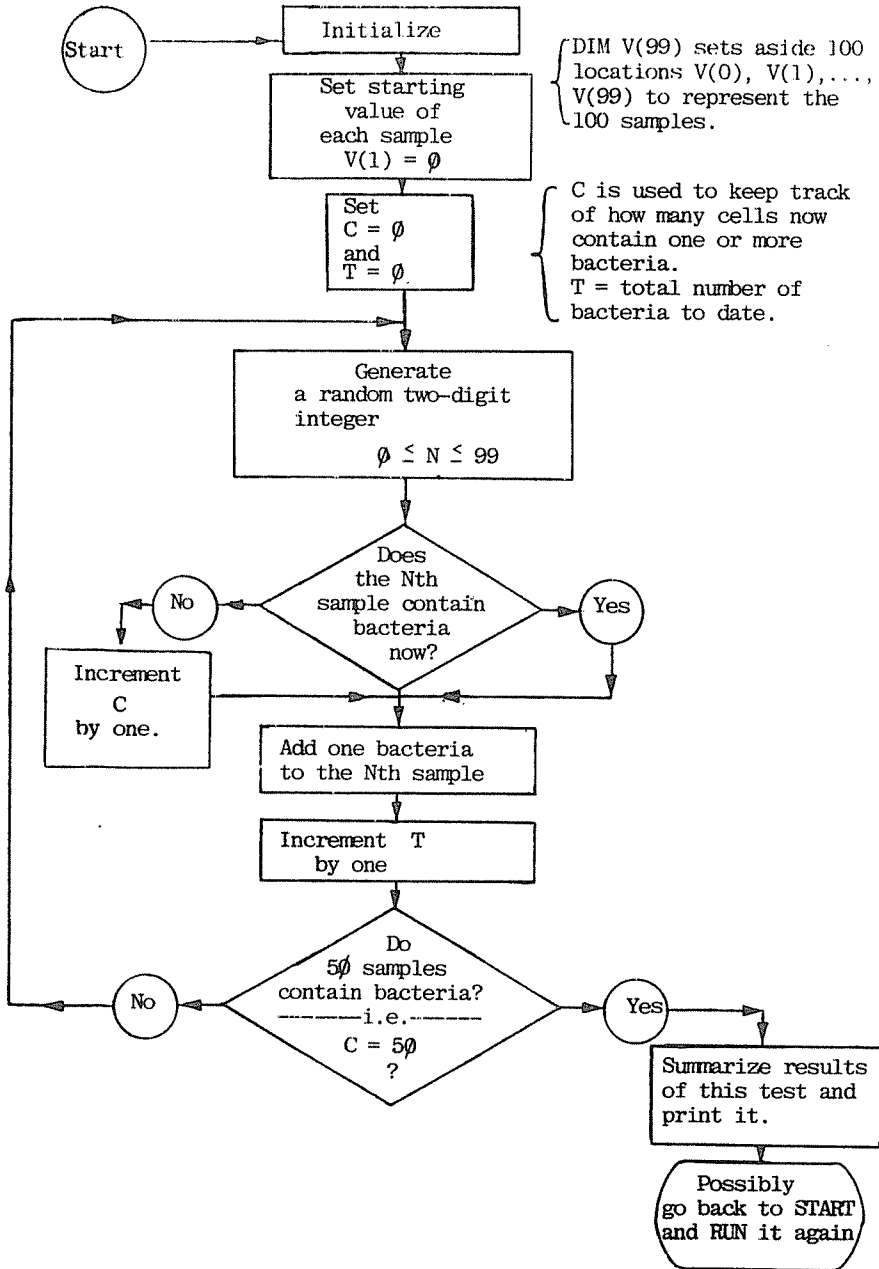 Start
Initialize
DIM V(99) sets aside 100
locations V(0), V(1),...,
V(99) to represent the
100 samples.
Set starting
value of
each sample
V(1) = Ø
Set
C = Ø
and
T = Ø
C is used to keep track
of how many cells now
contain one or more
bacteria.
T = total number of
bacteria to date.
Generate
a random two-digit
integer
Ø ≤ N ≤ 99
Does
the Nth
sample contain
bacteria
now?
No
Yes
Increment
C
by one.
Add one bacteria
to the Nth sample
Increment T
by one
Do
5Ø samples
contain bacteria?
-------i.e.-------
C = 5Ø
?
No
Yes
Summarize results
of this test and
print it.
Possibly
go back to START
and RUN it again